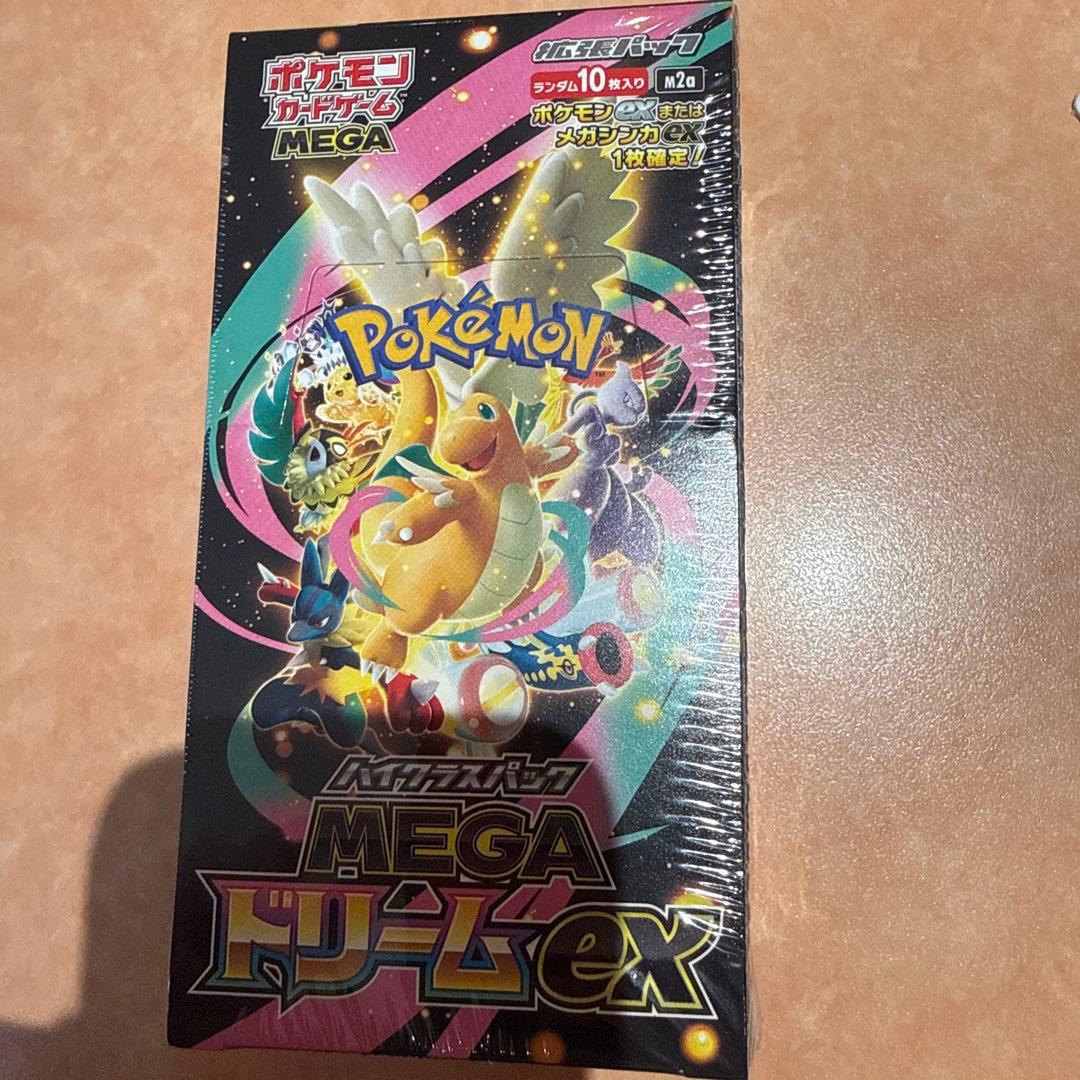 ポケモン
カードゲーム™
MEGA
拡張パック
ランダム10枚入り M2a
ポケモンexまたは
メガシンカex
1枚確定!
POKéMON™
ハイクラスパック
MEGA
ドリームex